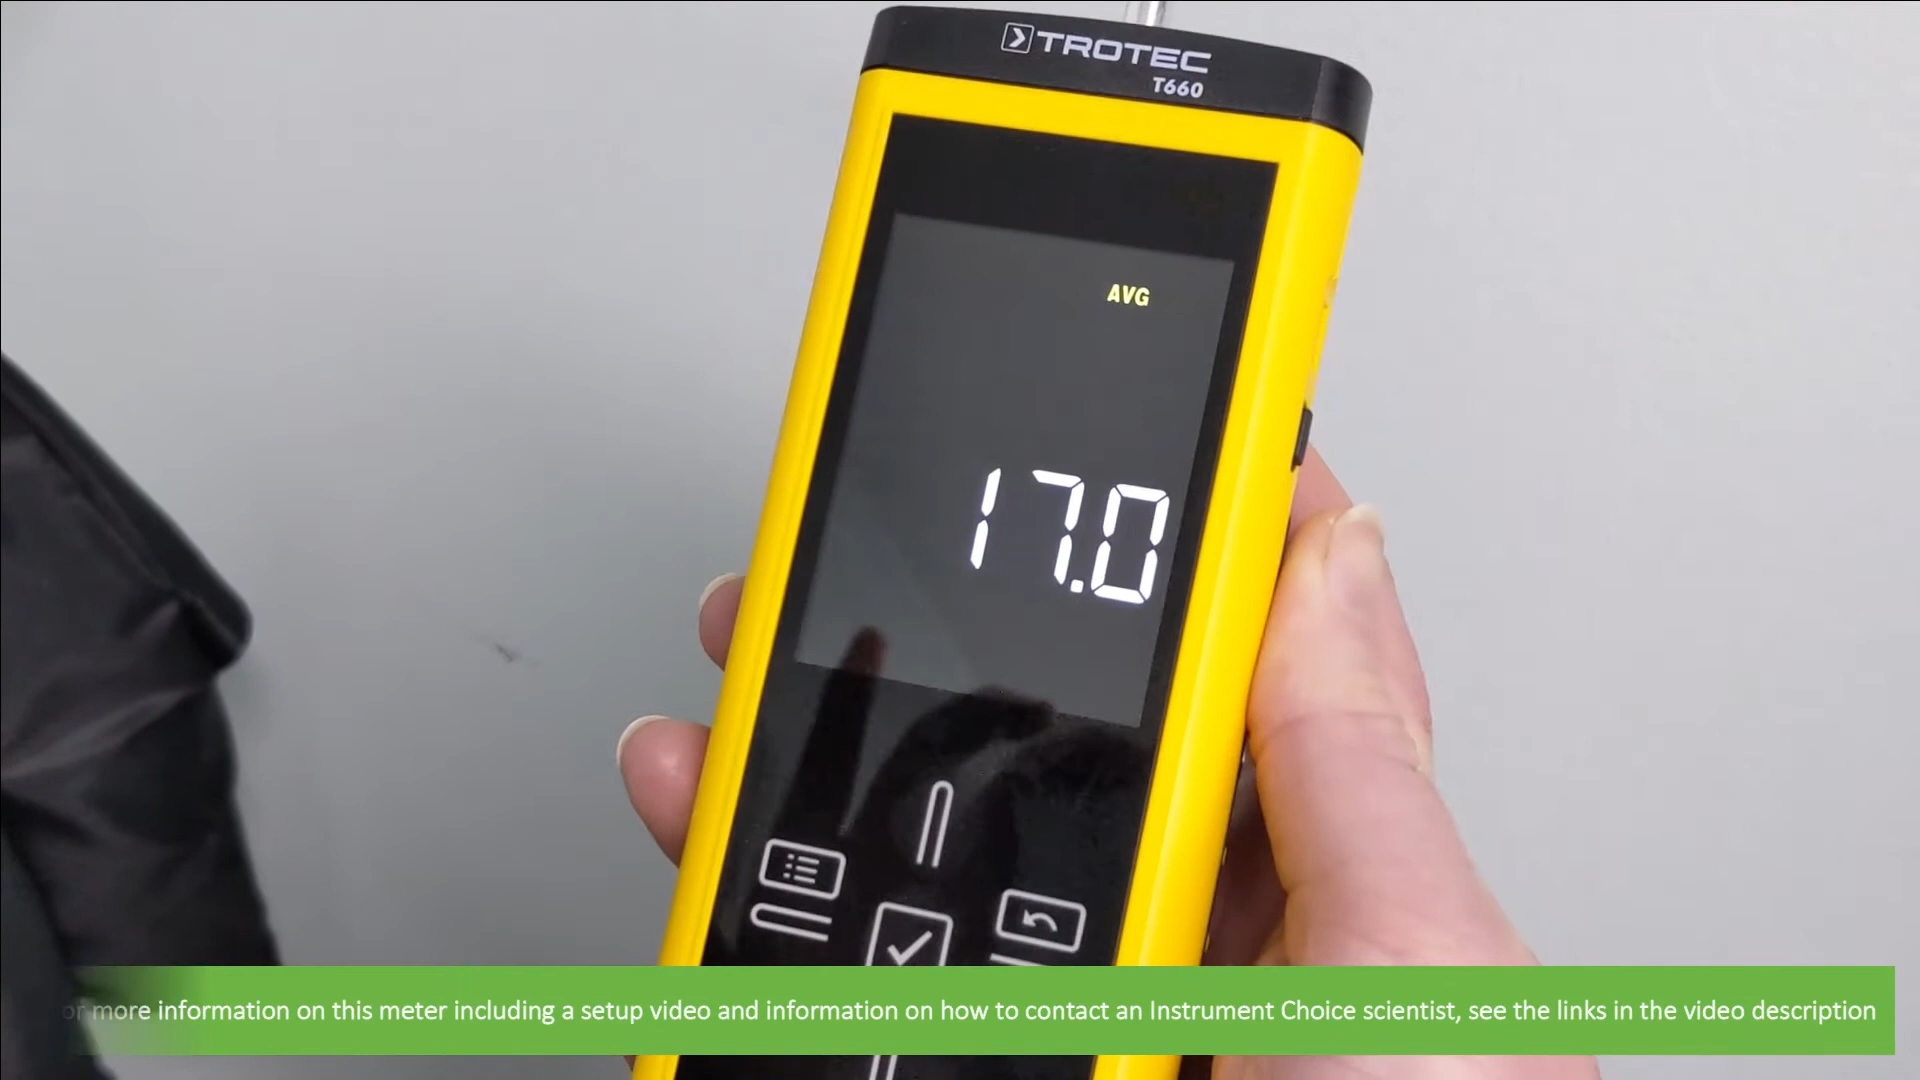 TROTEC
T660
AVG
17.0
more information on this meter including a setup video and information on how to contact an Instrument Choice scientist, see the links in the video description